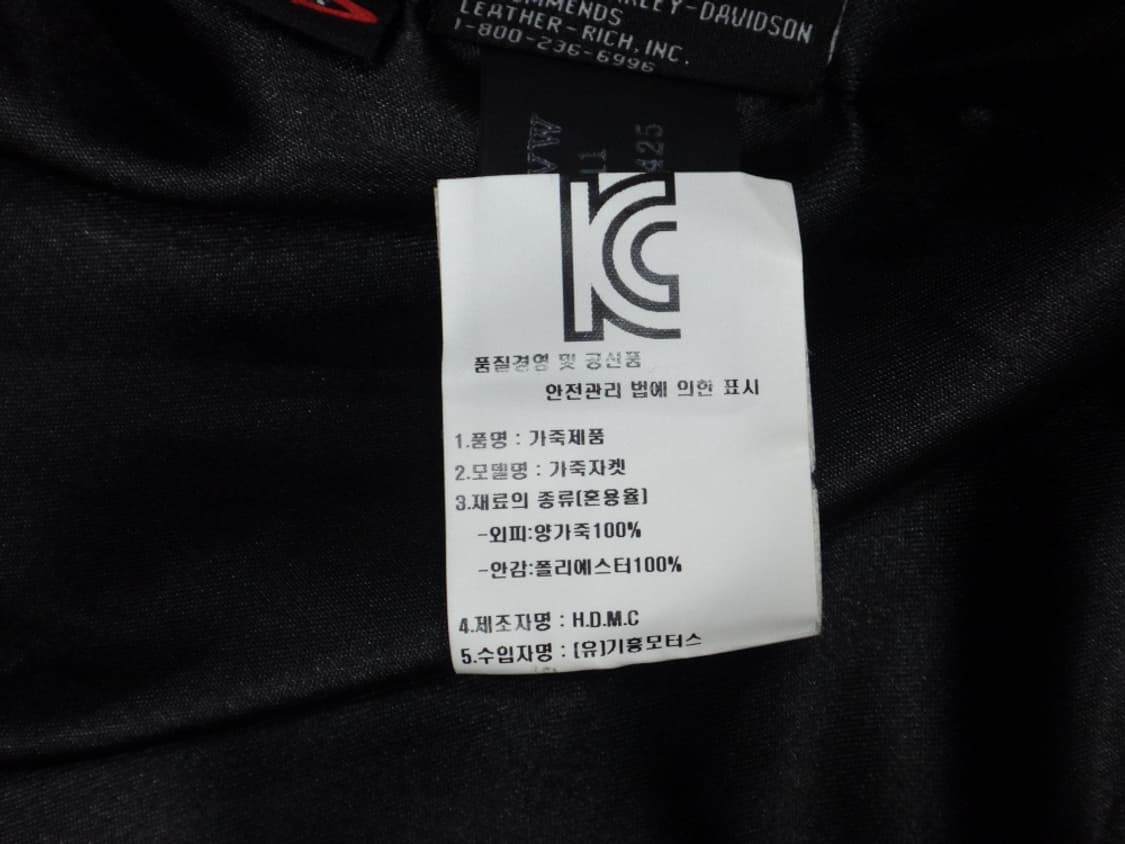 -DAVIDSON
LEATHER-RICH, INC.
1-800-236-6996
11
425
KC
품질경영 및 공산품
안전관리 법에 의한 표시
1.품명 : 가죽제품
2.모델명 : 가죽자켓
3.재료의 종류(혼용율)
-외피:양가죽100%
-안감:폴리에스터100%
4.제조자명 : H.D.M.C
5.수입자명 : [유]기흥모터스